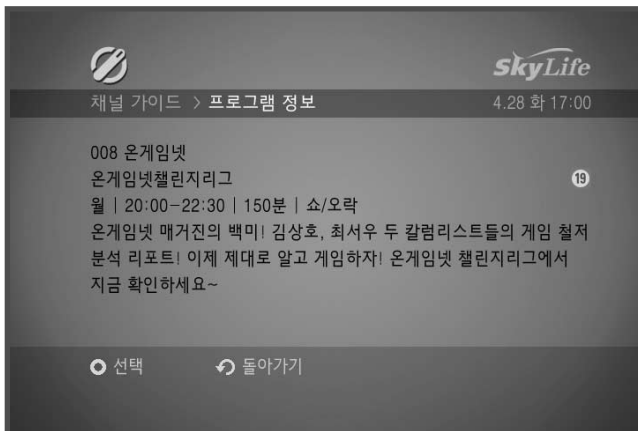 SkyLife
채널 가이드 > 프로그램 정보 4.28 화 17:00
008 온게임넷
온게임넷챌린지리그 19
월 | 20:00-22:30 | 150분 | 쇼/오락
온게임넷 매거진의 백미! 김상호, 최서우 두 칼럼리스트들의 게임 철저
분석 리포트! 이제 제대로 알고 게임하자! 온게임넷 챌린지리그에서
지금 확인하세요~
선택 돌아가기